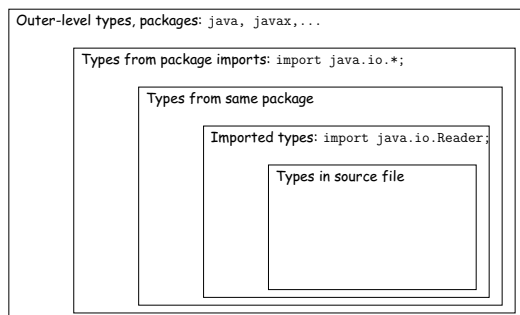 Outer-level types, packages: java, javax,...
Types from package imports: import java.io.*;
Types from same package
Imported types: import java.io.Reader;
Types in source file